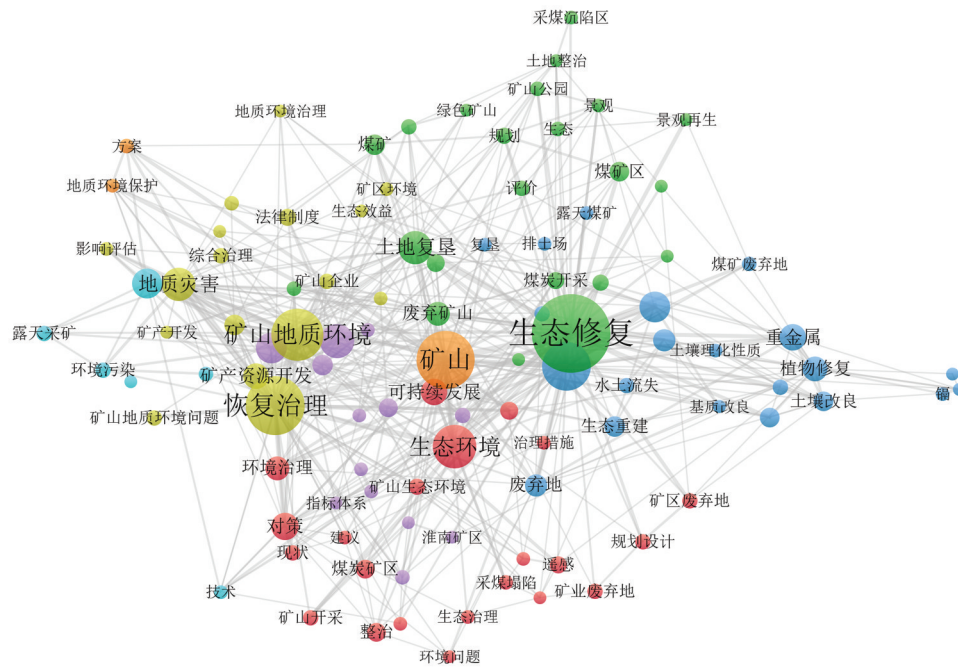 采煤沉陷区
土地整治
矿山公园
地质环境治理
绿色矿山
景观
景观再生
规划
生态
方案
煤矿
煤矿区
地质环境保护
矿区环境
评价
生态效益
法律制度
露天煤矿
影响评估
综合治理
土地复垦
复垦
排土场
煤矿废弃地
地质灾害
矿山企业
煤炭开采
废弃矿山
露天采矿
矿产开发
矿山地质环境
生态修复
重金属
土壤理化性质
矿山
环境污染
矿产资源开发
植物修复
可持续发展
水土流失
镉
恢复治理
基质改良
土壤改良
矿山地质环境问题
生态重建
生态环境
治理措施
环境治理
矿山生态环境
废弃地
指标体系
矿区废弃地
对策
建议
淮南矿区
规划设计
现状
煤炭矿区
遥感
采煤塌陷
技术
矿业废弃地
矿山开采
生态治理
整治
环境问题